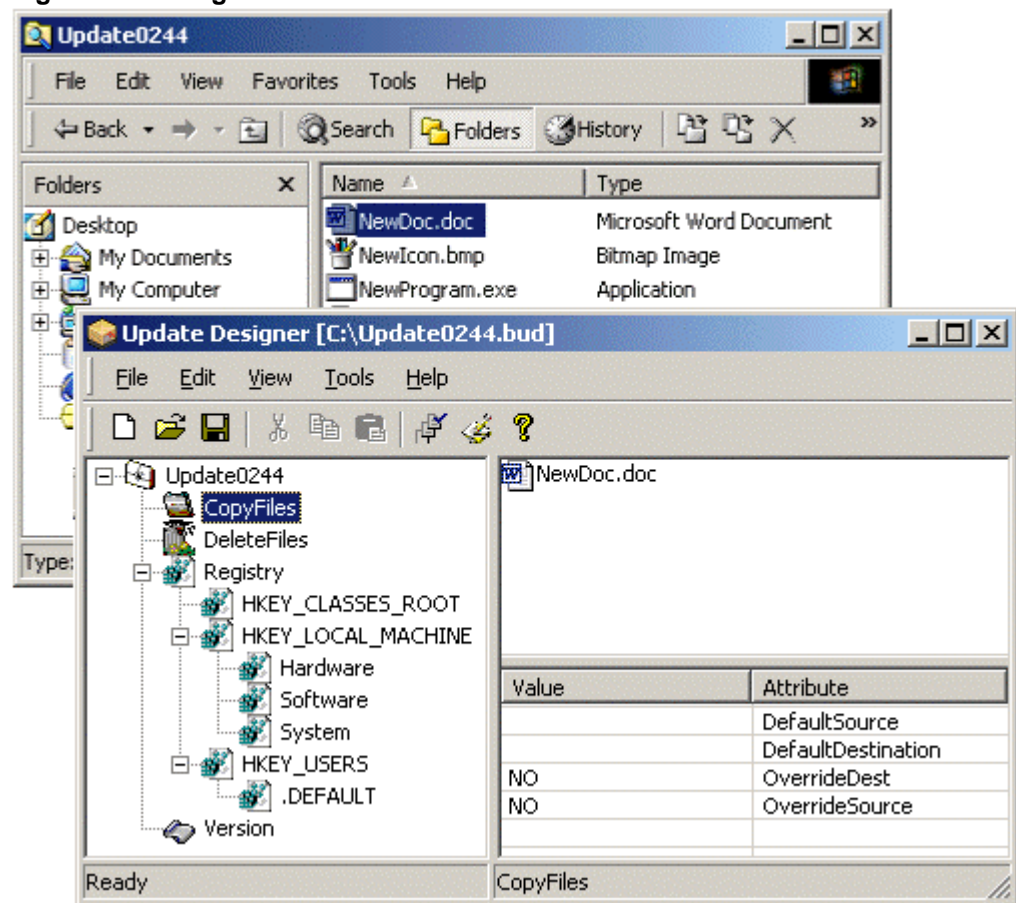 Update0244
File Edit View Favorites Tools Help
Back Search Folders History »
Folders Name Type
Desktop NewDoc.doc Microsoft Word Document
My Documents NewIcon.bmp Bitmap Image
My Computer NewProgram.exe Application
Type:
Update Designer [C:\Update0244.bud]
File Edit View Tools Help
Update0244 NewDoc.doc
CopyFiles
DeleteFiles
Registry
HKEY_CLASSES_ROOT
HKEY_LOCAL_MACHINE
Hardware
Software
System
HKEY_USERS
.DEFAULT
Version
Value Attribute
DefaultSource
DefaultDestination
NO OverrideDest
NO OverrideSource
Ready CopyFiles